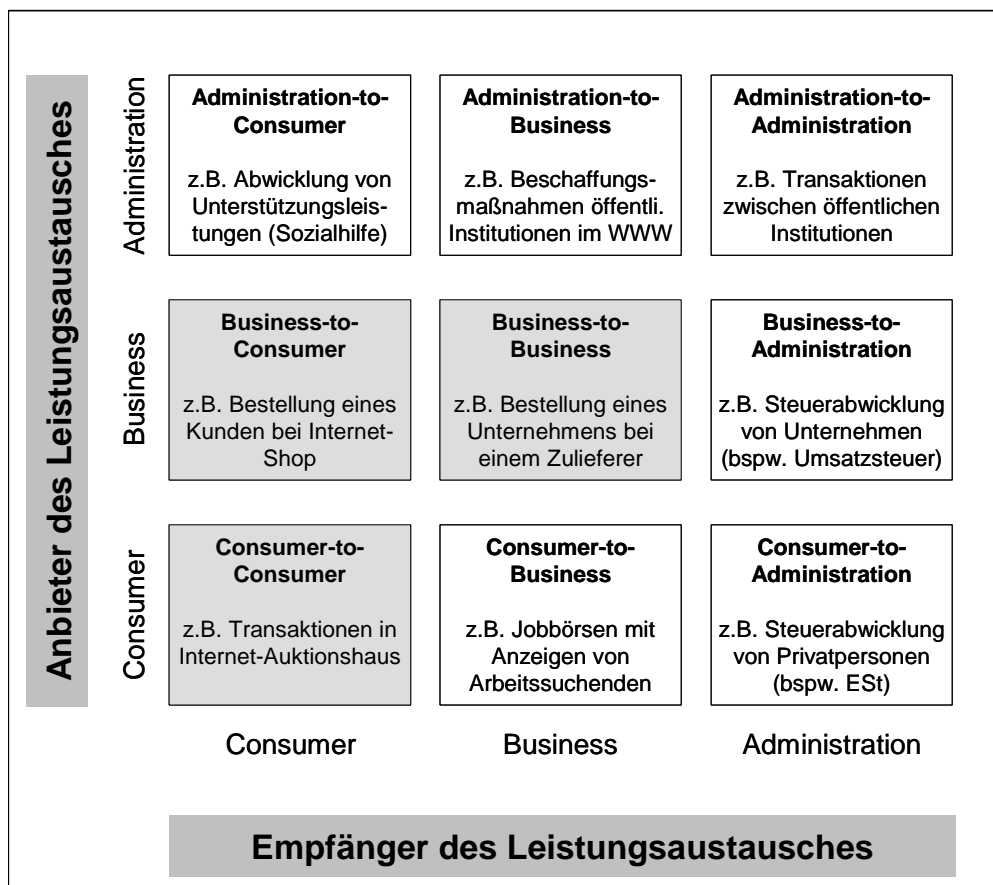 Anbieter des Leistungsaustausches
Administration
Administration-to-
Consumer
z.B. Abwicklung von
Unterstützungsleis-
tungen (Sozialhilfe)
Administration-to-
Business
z.B. Beschaffungs-
maßnahmen öffentli.
Institutionen im WWW
Administration-to-
Administration
z.B. Transaktionen
zwischen öffentlichen
Institutionen
Business
Business-to-
Consumer
z.B. Bestellung eines
Kunden bei Internet-
Shop
Business-to-
Business
z.B. Bestellung eines
Unternehmens bei
einem Zulieferer
Business-to-
Administration
z.B. Steuerabwicklung
von Unternehmen
(bspw. Umsatzsteuer)
Consumer
Consumer-to-
Consumer
z.B. Transaktionen in
Internet-Auktionshaus
Consumer-to-
Business
z.B. Jobbörsen mit
Anzeigen von
Arbeitssuchenden
Consumer-to-
Administration
z.B. Steuerabwicklung
von Privatpersonen
(bspw. ESt)
Consumer
Business
Administration
Empfänger des Leistungsaustausches